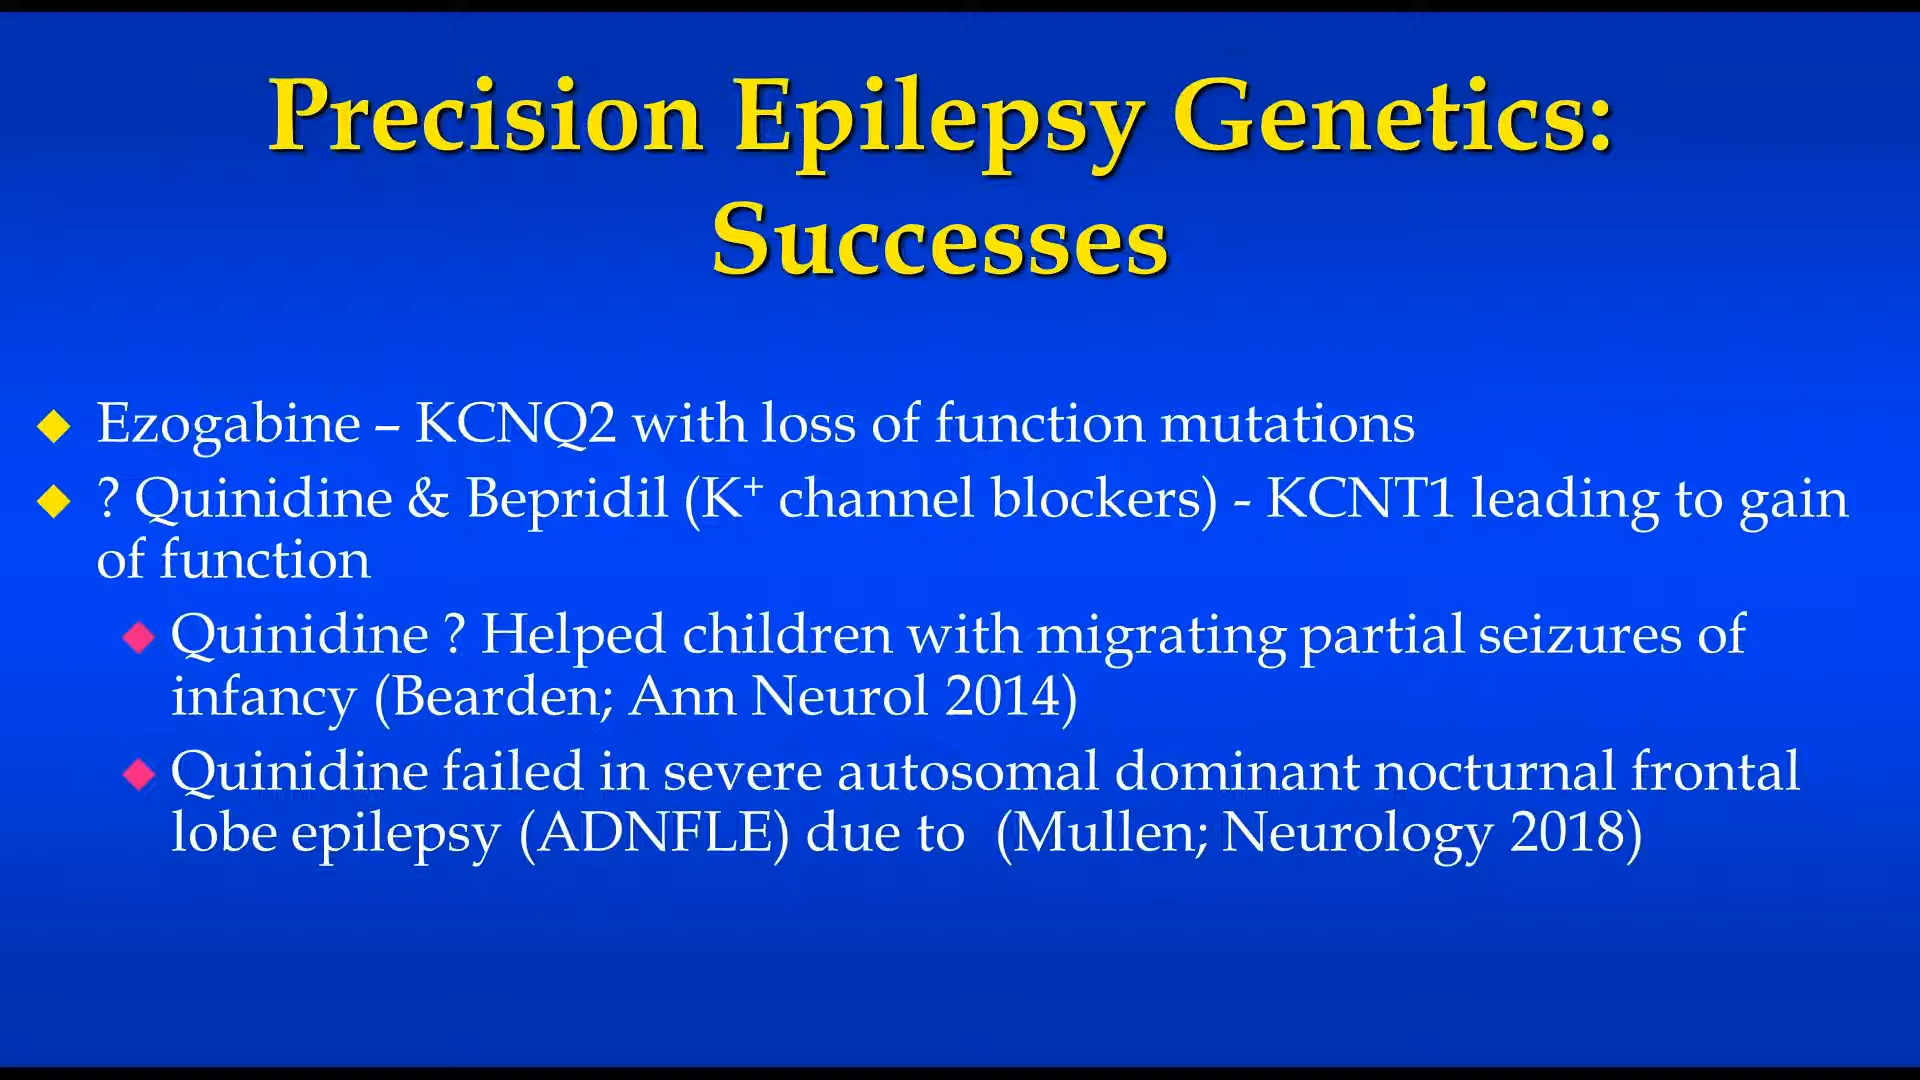 Precision Epilepsy Genetics:
Successes
Ezogabine – KCNQ2 with loss of function mutations
? Quinidine & Bepridil (K⁺ channel blockers) - KCNT1 leading to gain
of function
Quinidine ? Helped children with migrating partial seizures of
infancy (Bearden; Ann Neurol 2014)
Quinidine failed in severe autosomal dominant nocturnal frontal
lobe epilepsy (ADNFLE) due to  (Mullen; Neurology 2018)